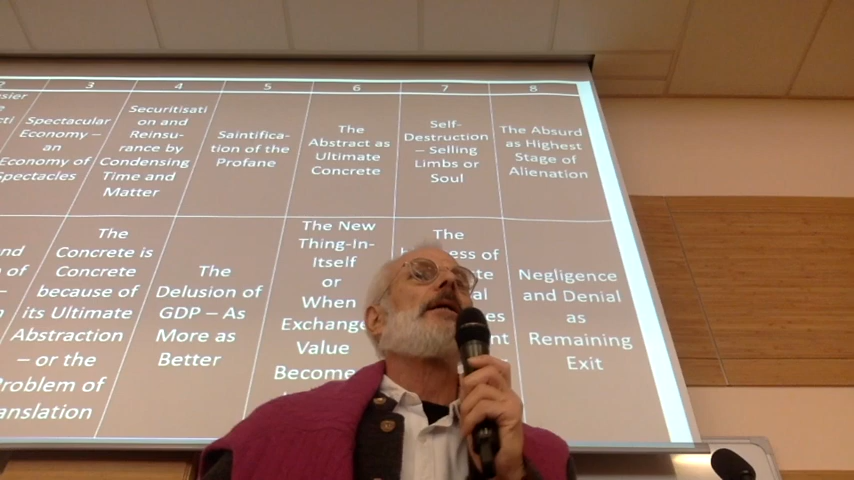 3 4 5 6 7 8
Spectacular
Economy –
an
Economy of
Spectacles
Securitisati
on and
Reinsu-
rance by
Condensing
Time and
Matter
Saintifica-
tion of the
Profane
The
Abstract as
Ultimate
Concrete
Self-
Destruction
– Selling
Limbs or
Soul
The Absurd
as Highest
Stage of
Alienation
of
–
The
Concrete is
Concrete
because of
its Ultimate
Abstraction
– or the
Problem of
The
Delusion of
GDP – As
More as
Better
The New
Thing-In-
Itself
or
When
Exchange
Value
The
of
Negligence
and Denial
as
Remaining
Exit